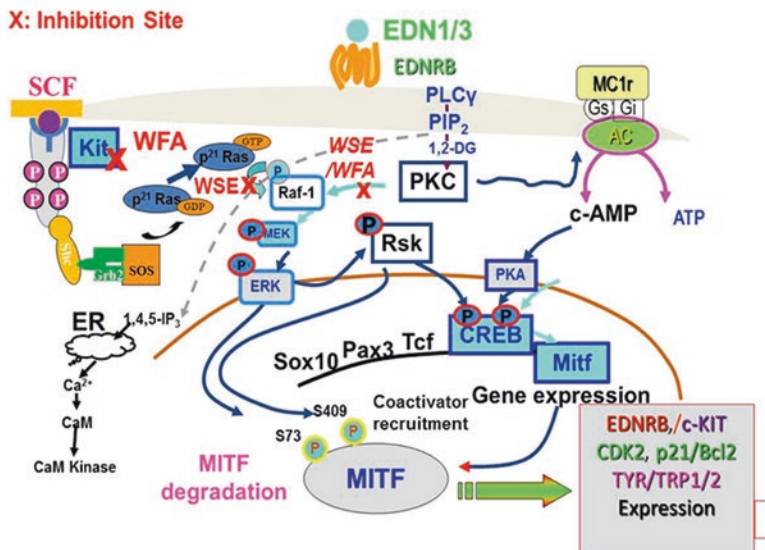 X: Inhibition Site
EDN1/3
EDNRB
MC1r
Gs Gi
AC
SCF
Kit
X
WFA
P P
P P
Shc
Grb2
SOS
p21 Ras
GDP
p21 Ras
GTP
WSE X
P
Raf-1
PLCγ
PIP2
1,2-DG
WSE
/WFA
X
PKC
c-AMP
ATP
P
MEK
P
ERK
P
Rsk
PKA
P P
CREB
Mitf
ER
1,4,5-IP3
Ca2+
CaM
CaM Kinase
Sox10 Pax3 Tcf
Gene expression
S409
S73
Coactivator
recruitment
P P
MITF
MITF
degradation
EDNRB,/c-KIT
CDK2, p21/Bcl2
TYR/TRP1/2
Expression